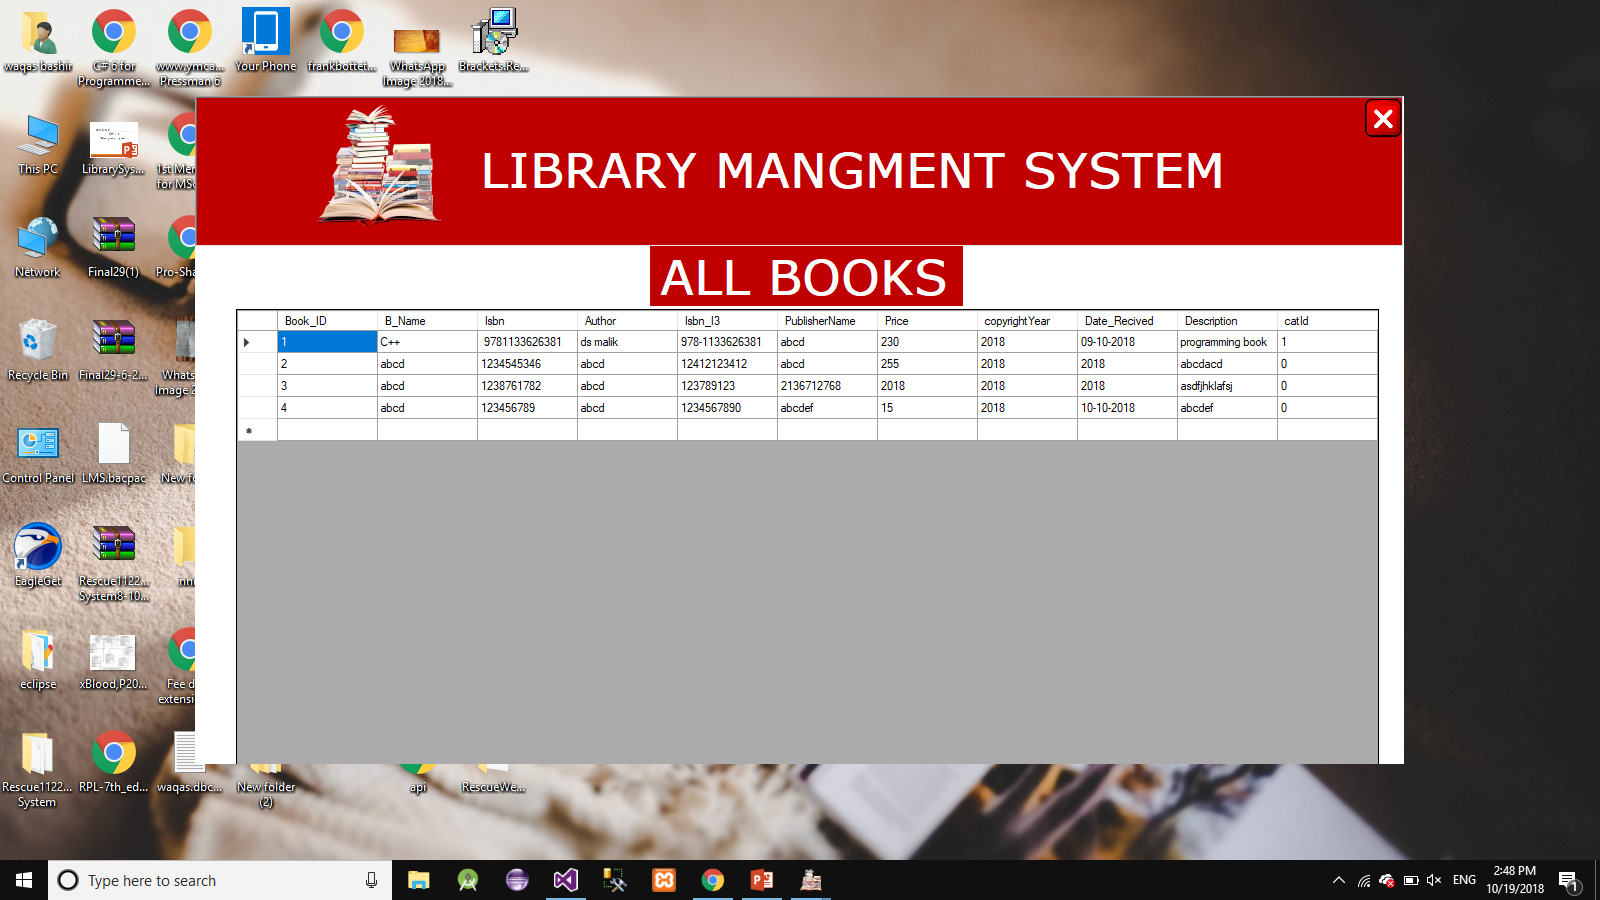 waqas bashir
C# 6 for
Programme...
www.ymca...
Pressman 6
Your Phone
frankbottet...
WhatsApp
Image 2018...
Brackets.Re...
This PC
LibrarySys...
1st Mer
for MSc
Network
Final29(1)
Pro-Sha
Recycle Bin
Final29-6-2...
Whats
Image 2
Control Panel
LMS.bacpac
New fo
EagleGet
Rescue1122...
System8-10...
nn
eclipse
xBlood,P20...
Fee d
extensi
Rescue1122...
System
RPL-7th_ed...
waqas.dbc...
New folder
(2)
api
RescueWe...
LIBRARY MANGMENT SYSTEM
ALL BOOKS
Book_ID B_Name Isbn Author Isbn_I3 PublisherName Price copyrightYear Date_Recived Description catId
1 C++ 9781133626381 ds malik 978-1133626381 abcd 230 2018 09-10-2018 programming book 1
2 abcd 1234545346 abcd 12412123412 abcd 255 2018 2018 abcdacd 0
3 abcd 1238761782 abcd 123789123 2136712768 2018 2018 2018 asdfjhklafsj 0
4 abcd 123456789 abcd 1234567890 abcdef 15 2018 10-10-2018 abcdef 0
Type here to search
ENG
2:48 PM
10/19/2018
1